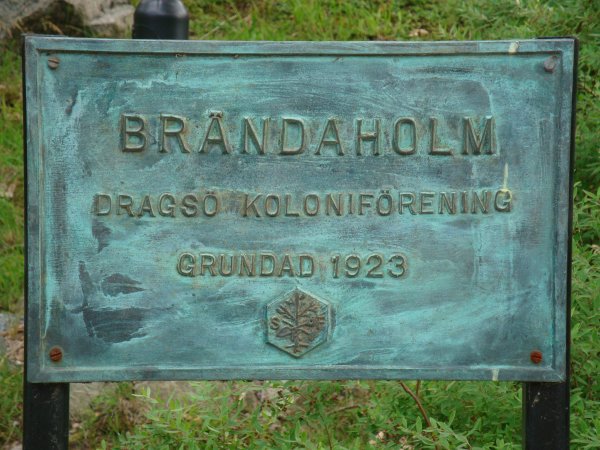 BRÄNDAHOLM
DRAGSÖ KOLONIFÖRENING
GRUNDAD 1923